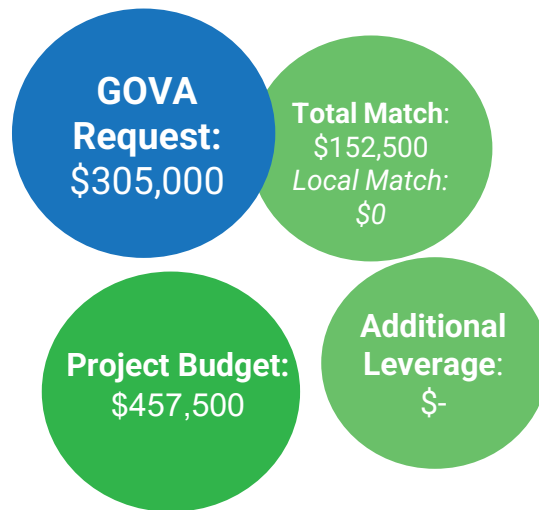 GOVA
Request:
$305,000
Total Match:
$152,500
Local Match:
$0
Project Budget:
$457,500
Additional
Leverage:
$-